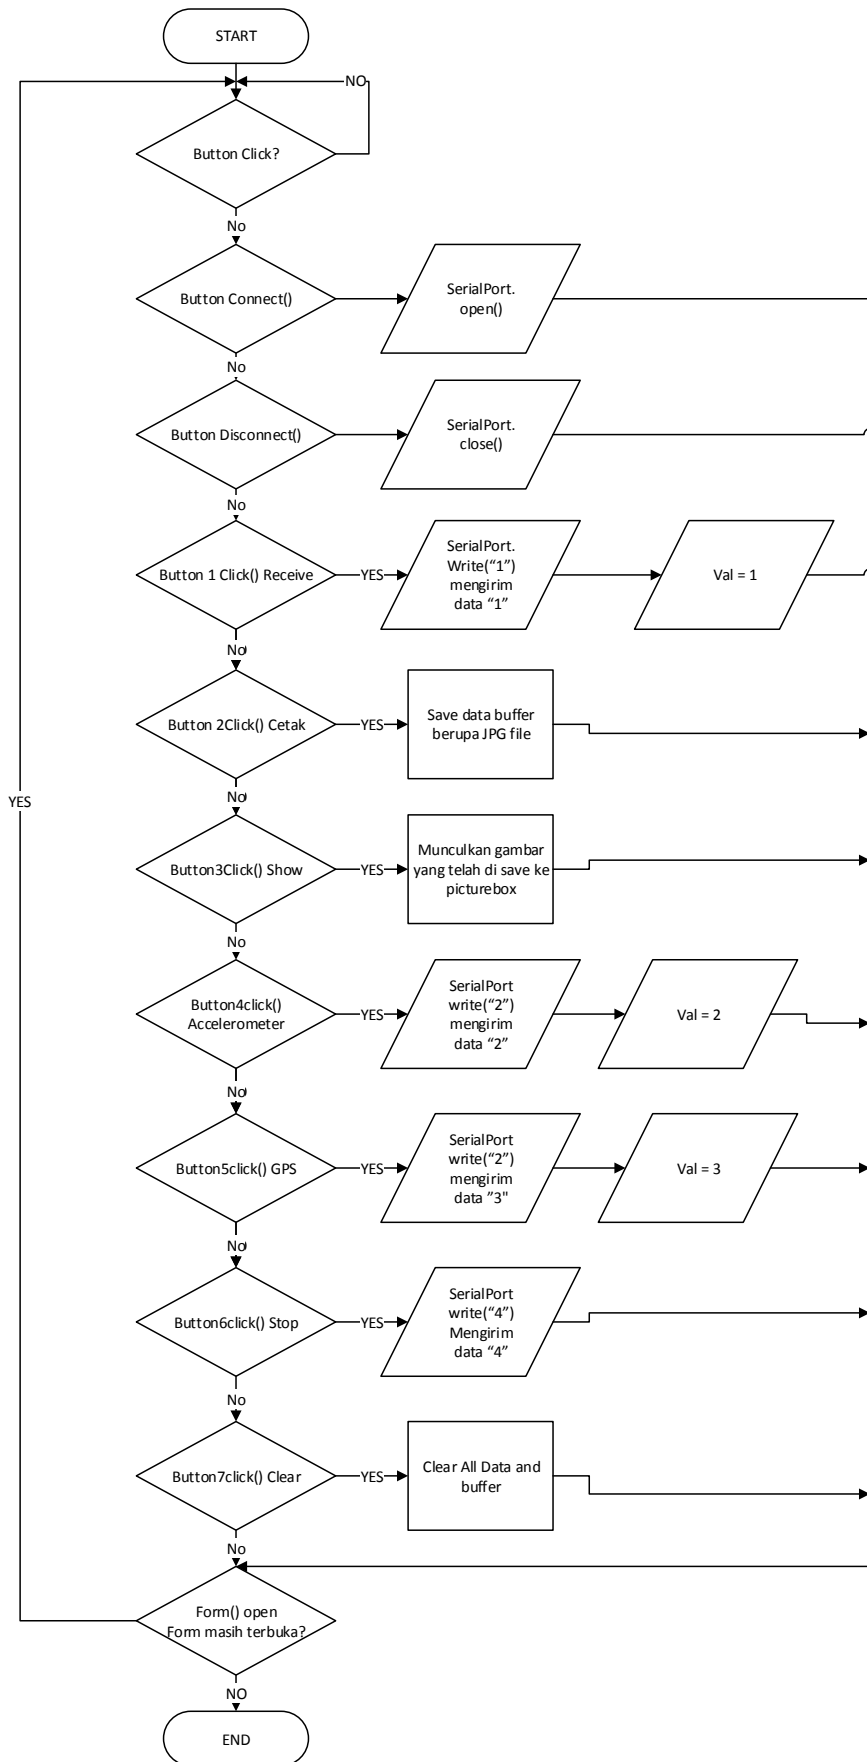 START
NO
Button Click?
No
Button Connect()
SerialPort.
open()
No
Button Disconnect()
SerialPort.
close()
No
Button 1 Click() Receive
YES
SerialPort.
Write(“1”)
mengirim
data “1”
Val = 1
No
Button 2Click() Cetak
YES
Save data buffer
berupa JPG file
No
YES
Button3Click() Show
YES
Munculkan gambar
yang telah di save ke
picturebox
No
Button4click()
Accelerometer
YES
SerialPort
write(“2”)
mengirim
data “2”
Val = 2
No
Button5click() GPS
YES
SerialPort
write(“2”)
mengirim
data ”3"
Val = 3
No
Button6click() Stop
YES
SerialPort
write(“4”)
Mengirim
data “4”
No
Button7click() Clear
YES
Clear All Data and
buffer
No
Form() open
Form masih terbuka?
NO
END